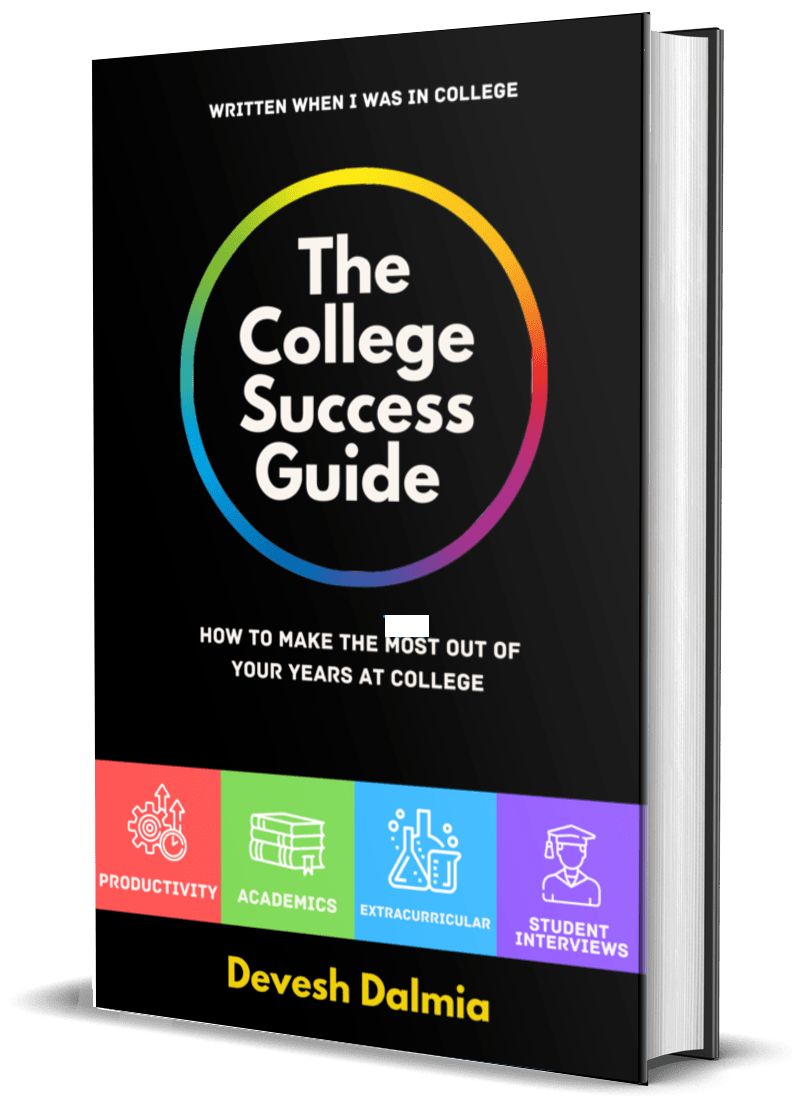 WRITTEN WHEN I WAS IN COLLEGE
The
College
Success
Guide
HOW TO MAKE THE MOST OUT OF
YOUR YEARS AT COLLEGE
PRODUCTIVITY
ACADEMICS
EXTRACURRICULAR
STUDENT
INTERVIEWS
Devesh Dalmia